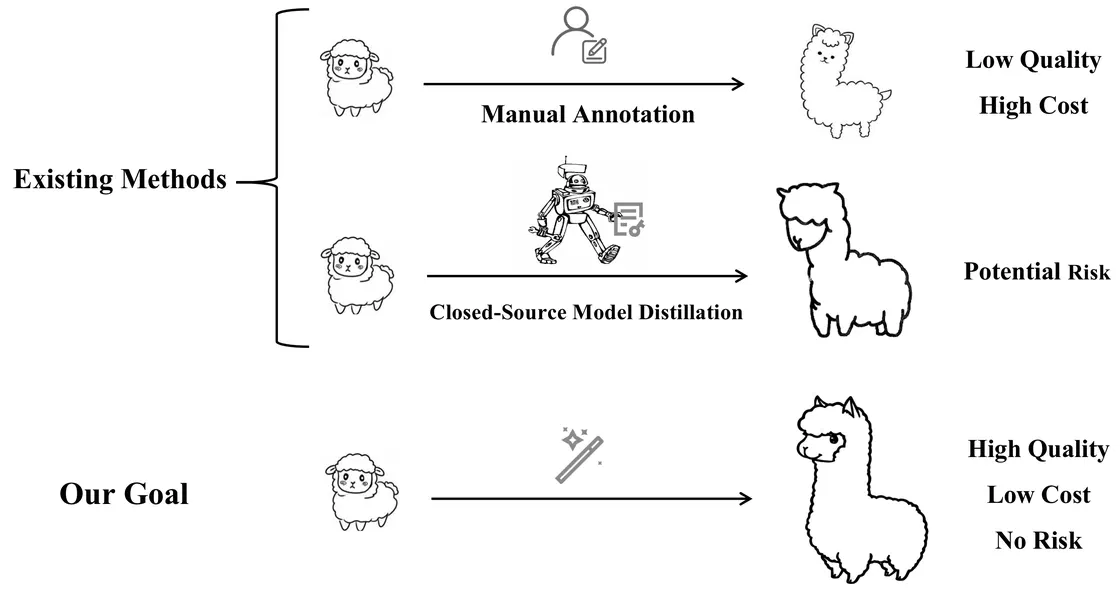 Existing Methods
Manual Annotation
Low Quality
High Cost
Closed-Source Model Distillation
Potential Risk
Our Goal
High Quality
Low Cost
No Risk